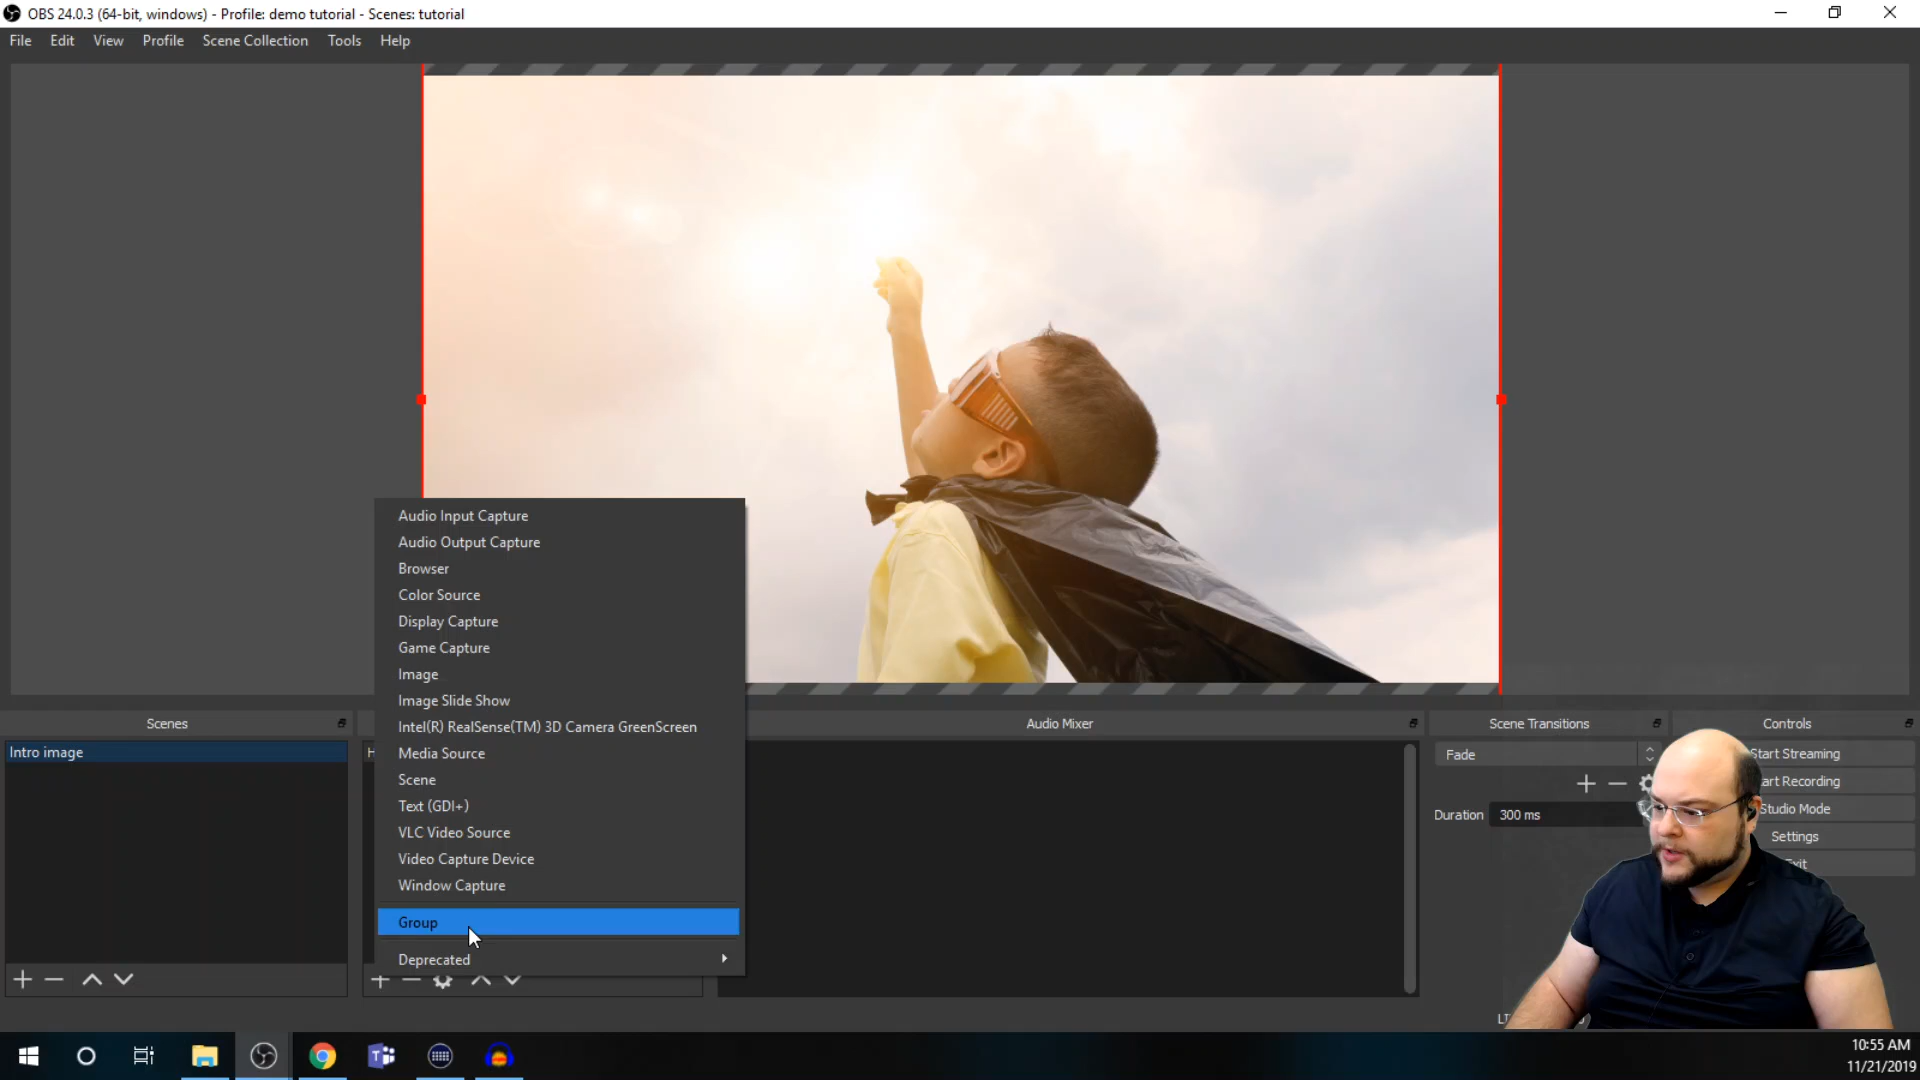 OBS 24.0.3 (64-bit, windows) - Profile: demo tutorial - Scenes: tutorial
File Edit View Profile Scene Collection Tools Help
Audio Input Capture
Audio Output Capture
Browser
Color Source
Display Capture
Game Capture
Image
Image Slide Show
Intel(R) RealSense(TM) 3D Camera GreenScreen
Media Source
Scene
Text (GDI+)
VLC Video Source
Video Capture Device
Window Capture
Group
Deprecated
Scenes
Intro image
Audio Mixer
Scene Transitions
Fade
Duration 300 ms
Controls
Start Streaming
art Recording
Studio Mode
Settings
Exit
10:55 AM
11/21/2019